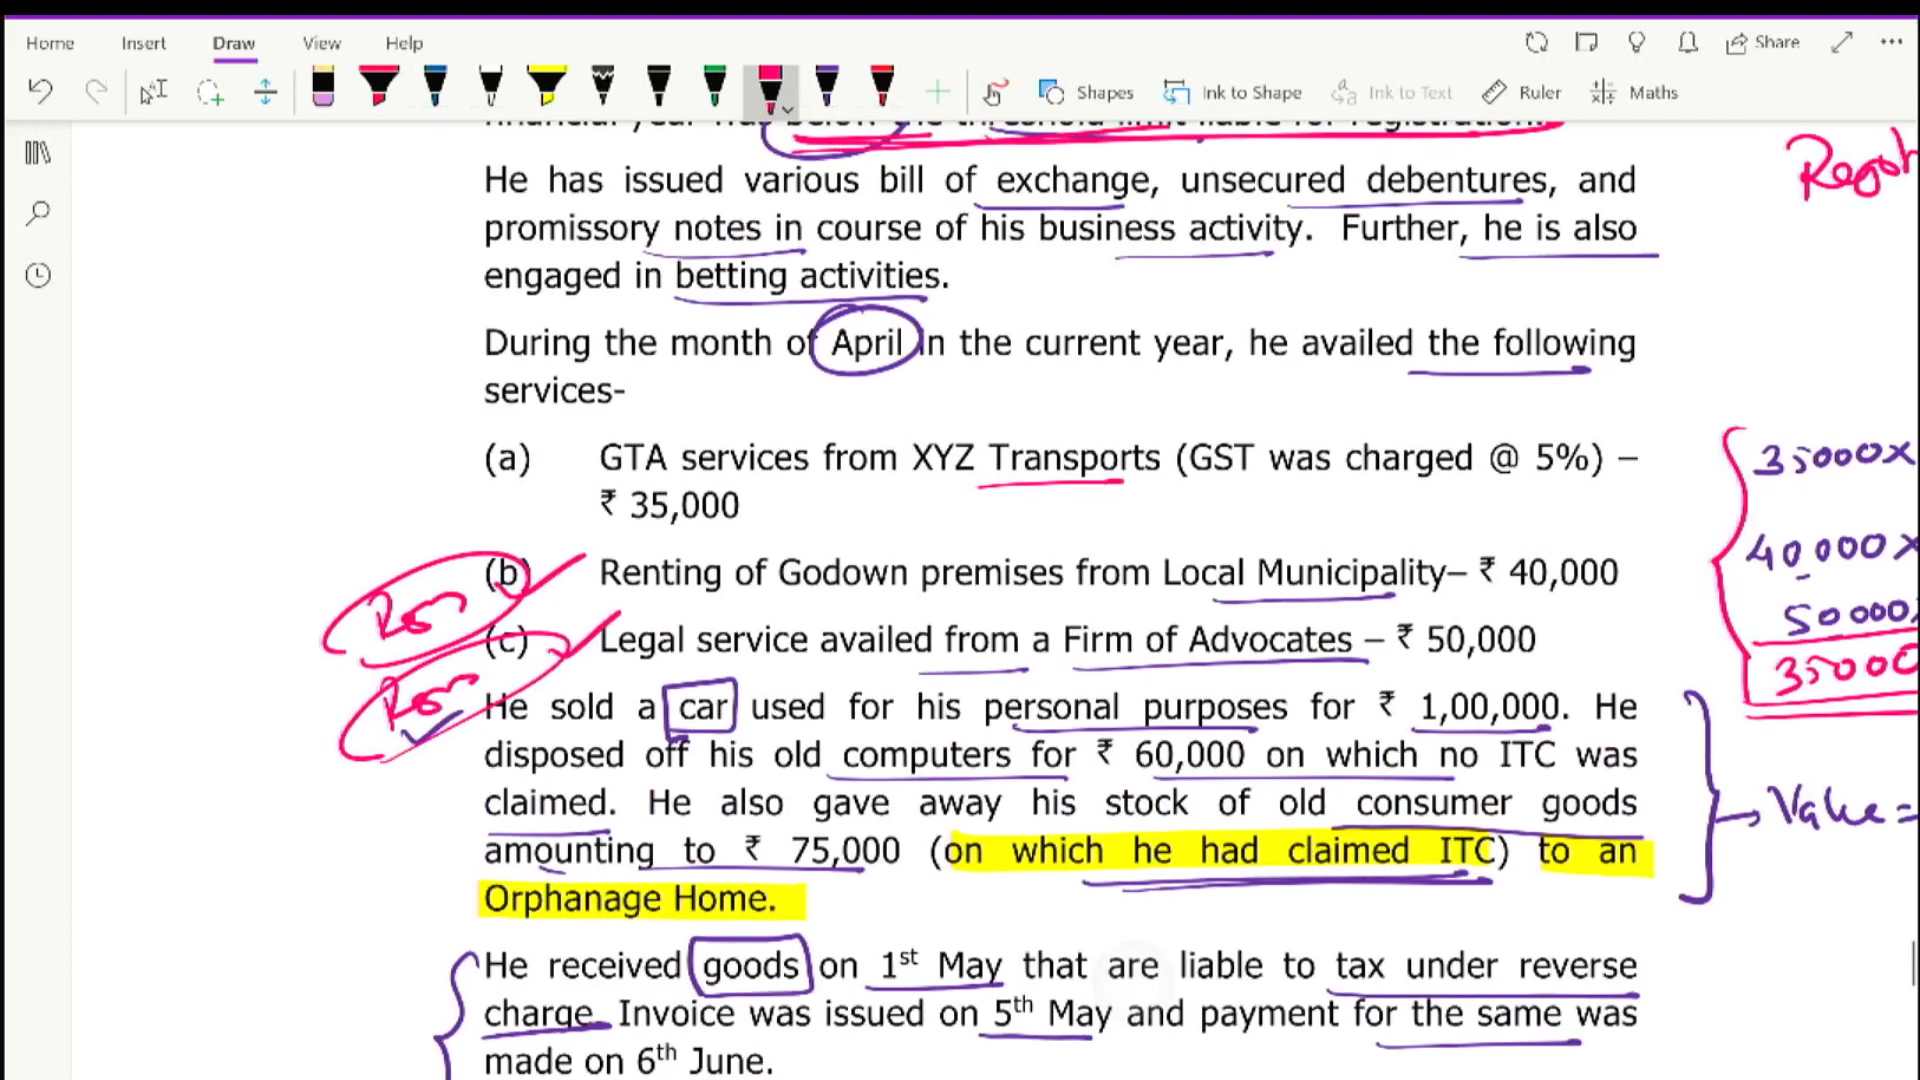 Home Insert Draw View Help Share
Shapes Ink to Shape Ink to Text Ruler Maths
He has issued various bill of exchange, unsecured debentures, and
promissory notes in course of his business activity. Further, he is also
engaged in betting activities.
During the month of April in the current year, he availed the following
services-
(a) GTA services from XYZ Transports (GST was charged @ 5%) –
₹ 35,000
(b) Renting of Godown premises from Local Municipality– ₹ 40,000
(c) Legal service availed from a Firm of Advocates – ₹ 50,000
He sold a car used for his personal purposes for ₹ 1,00,000. He
disposed off his old computers for ₹ 60,000 on which no ITC was
claimed. He also gave away his stock of old consumer goods
amounting to ₹ 75,000 (on which he had claimed ITC) to an
Orphanage Home.
He received goods on 1st May that are liable to tax under reverse
charge. Invoice was issued on 5th May and payment for the same was
made on 6th June.
35000x
40,000x
50000
35000
Value =